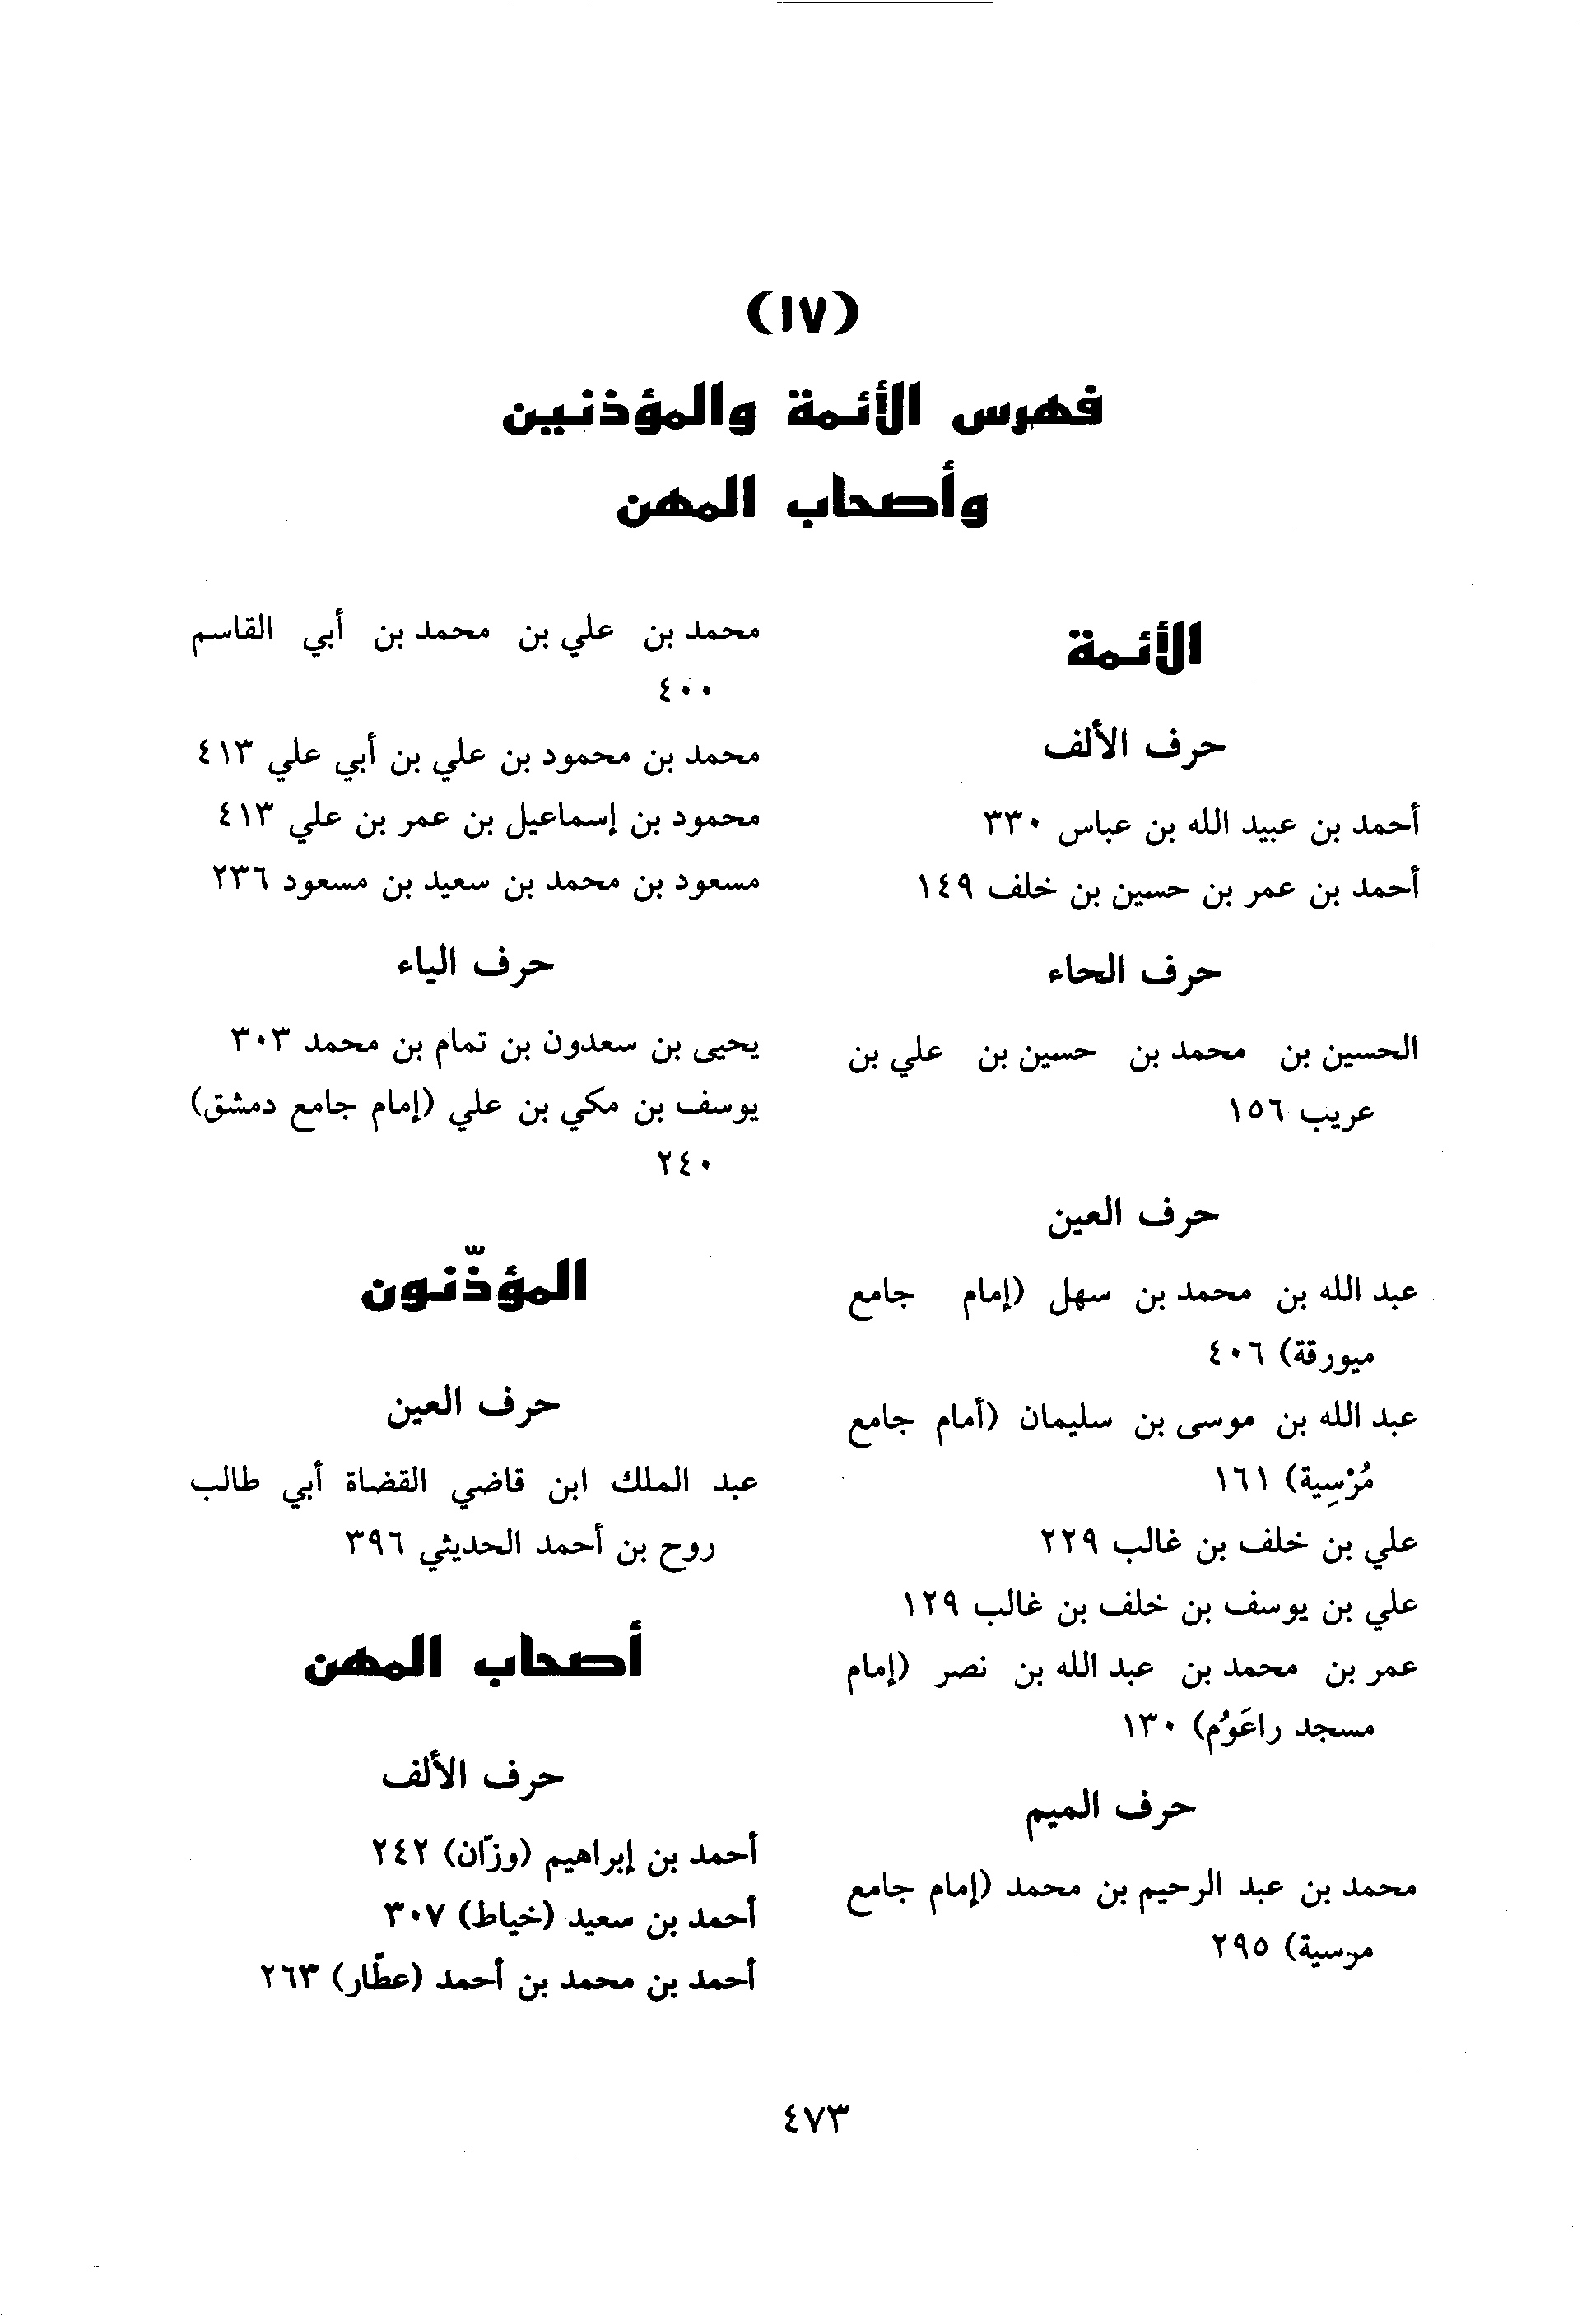 (١٧)
فهرس الأئمة والمؤذنين
وأصحاب المهن
الأئمة
حرف الألف
أحمد بن عبيد الله بن عباس ٣٣٠
أحمد بن عمر بن حسين بن خلف ١٤٩
حرف الحاء
الحسين بن محمد بن حسين بن علي بن
عريب ١٥٦
حرف العين
عبد الله بن محمد بن سهل (إمام جامع
ميورقة) ٤٠٦
عبد الله بن موسى بن سليمان (أمام جامع
مُرْسِية) ١٦١
علي بن خلف بن غالب ٢٢٩
علي بن يوسف بن خلف بن غالب ١٢٩
عمر بن محمد بن عبد الله بن نصر (إمام
مسجد راعَوُم) ١٣٠
حرف الميم
محمد بن عبد الرحيم بن محمد (إمام جامع
مرسية) ٢٩٥
محمد بن علي بن محمد بن أبي القاسم
٤٠٠
محمد بن محمود بن علي بن أبي علي ٤١٣
محمود بن إسماعيل بن عمر بن علي ٤١٣
مسعود بن محمد بن سعيد بن مسعود ٢٣٦
حرف الياء
يحيى بن سعدون بن تمام بن محمد ٣٠٣
يوسف بن مكي بن علي (إمام جامع دمشق)
٢٤٠
المؤذّنون
حرف العين
عبد الملك ابن قاضي القضاة أبي طالب
روح بن أحمد الحديثي ٣٩٦
أصحاب المهن
حرف الألف
أحمد بن إبراهيم (وزّان) ٢٤٢
أحمد بن سعيد (خياط) ٣٠٧
أحمد بن محمد بن أحمد (عطّار) ٢٦٣
٤٧٣